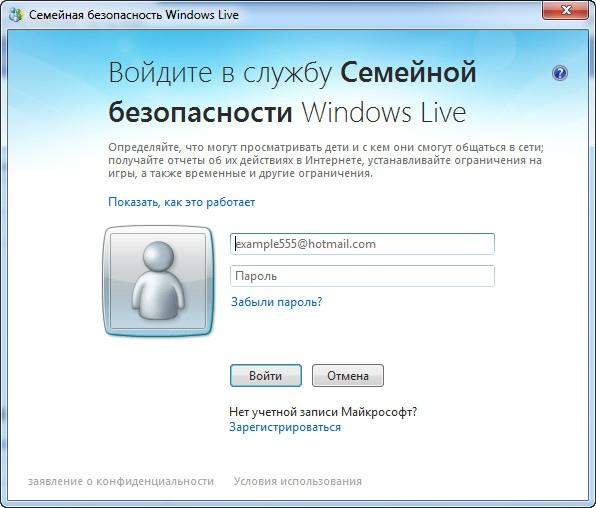 Семейная безопасность Windows Live
Войдите в службу Семейной
безопасности Windows Live
Определяйте, что могут просматривать дети и с кем они смогут общаться в сети;
получайте отчеты об их действиях в Интернете, устанавливайте ограничения на
игры, а также временные и другие ограничения.
Показать, как это работает
example555@hotmail.com
Пароль
Забыли пароль?
Войти Отмена
Нет учетной записи Майкрософт?
Зарегистрироваться
заявление о конфиденциальности Условия использования